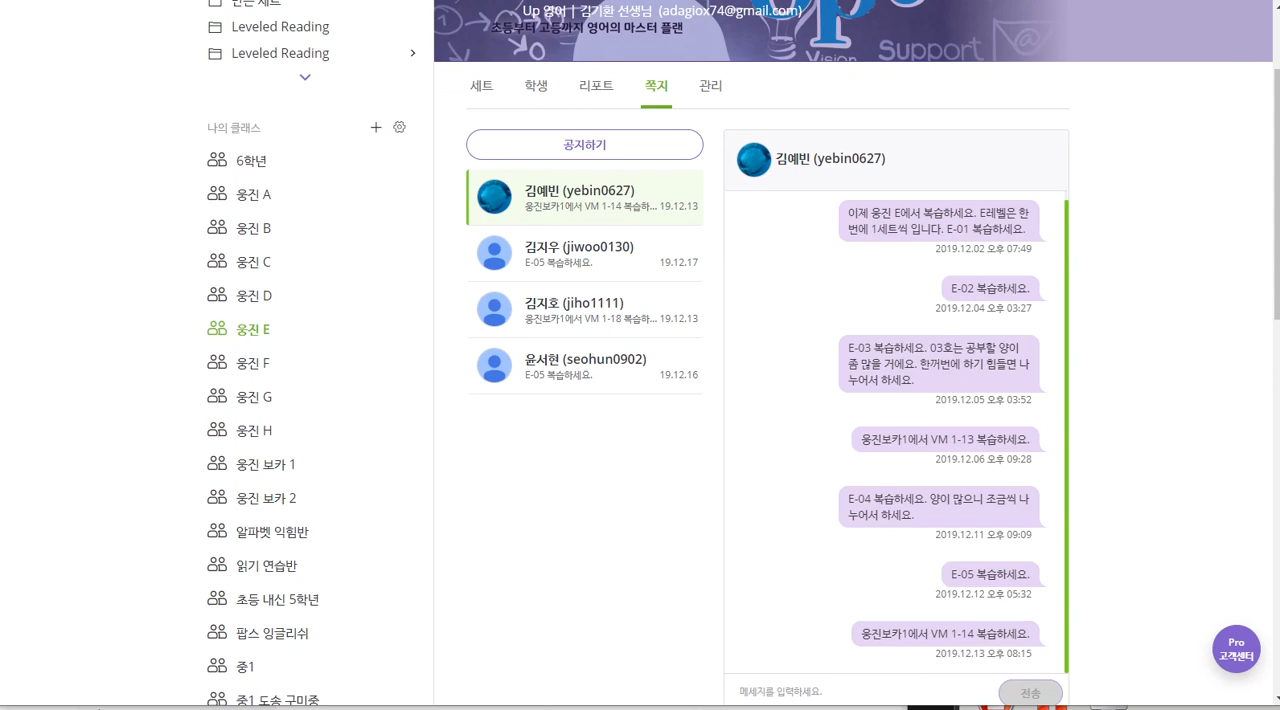 만든 세트
Leveled Reading
Leveled Reading
나의 클래스
6학년
웅진 A
웅진 B
웅진 C
웅진 D
웅진 E
웅진 F
웅진 G
웅진 H
웅진 보카 1
웅진 보카 2
알파벳 익힘반
읽기 연습반
초등 내신 5학년
팝스 잉글리쉬
중1
중1 도송 구미중
Up 영어 | 김기환 선생님 (adagiox74@gmail.com)
초등부터 고등까지 영어의 마스터 플랜
Up
Vision
Support
세트 학생 리포트 쪽지 관리
공지하기
김예빈 (yebin0627)
웅진보카1에서 VM 1-14 복습하... 19.12.13
김지우 (jiwoo0130)
E-05 복습하세요. 19.12.17
김지호 (jiho1111)
웅진보카1에서 VM 1-18 복습하... 19.12.13
윤서현 (seohun0902)
E-05 복습하세요. 19.12.16
김예빈 (yebin0627)
이제 웅진 E에서 복습하세요. E레벨은 한
번에 1세트씩 입니다. E-01 복습하세요.
2019.12.02 오후 07:49
E-02 복습하세요.
2019.12.04 오후 03:27
E-03 복습하세요. 03호는 공부할 양이
좀 많을 거에요. 한꺼번에 하기 힘들면 나
누어서 하세요.
2019.12.05 오후 03:52
웅진보카1에서 VM 1-13 복습하세요.
2019.12.06 오후 09:28
E-04 복습하세요. 양이 많으니 조금씩 나
누어서 하세요.
2019.12.11 오후 09:09
E-05 복습하세요.
2019.12.12 오후 05:32
웅진보카1에서 VM 1-14 복습하세요.
2019.12.13 오후 08:15
메세지를 입력하세요.
전송
Pro
고객센터